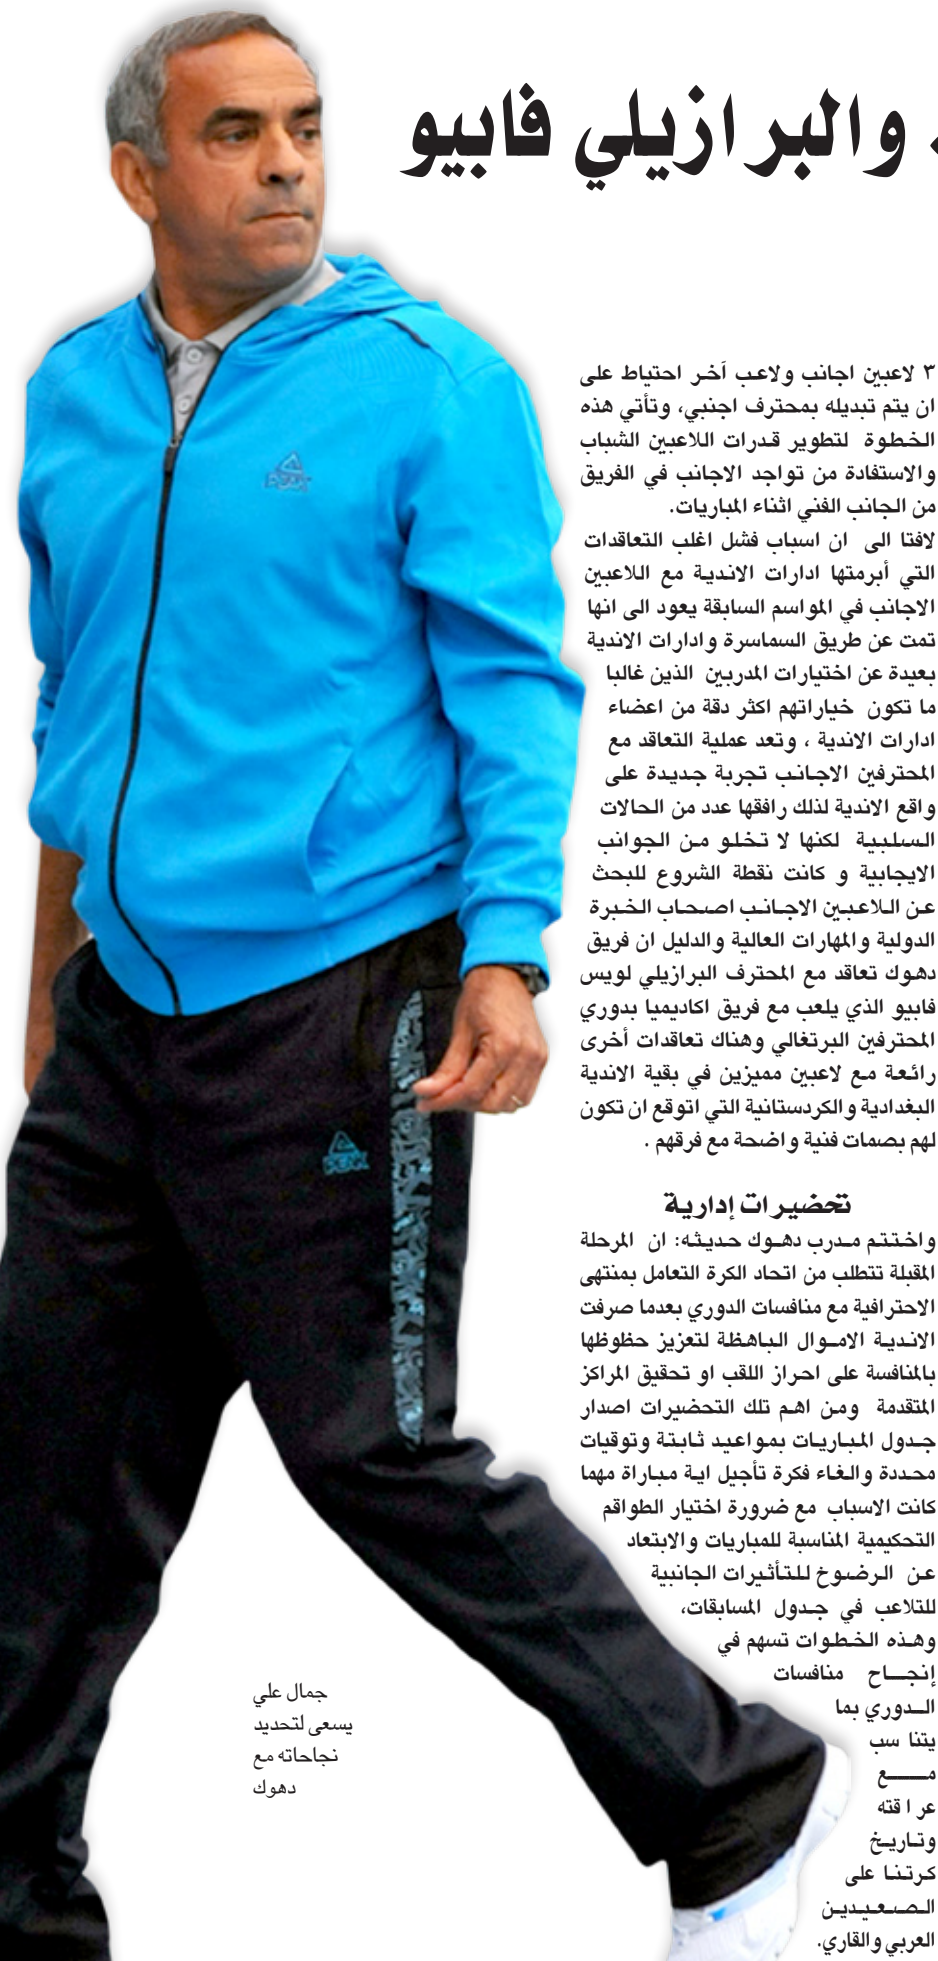 والبرازيلي فابيو
٣ لاعبين اجانب ولاعب آخر احتياط على
ان يتم تبديله بمحترف اجنبي، وتأتي هذه
الخطوة لتطوير قدرات اللاعبين الشباب
والاستفادة من تواجد الاجانب في الفريق
من الجانب الفني اثناء المباريات.
لافتا الى ان اسباب فشل اغلب التعاقدات
التي أبرمتها ادارات الاندية مع اللاعبين
الاجانب في المواسم السابقة يعود الى انها
تمت عن طريق السماسرة وادارات الاندية
بعيدة عن اختيارات المدربين الذين غالبا
ما تكون خياراتهم اكثر دقة من اعضاء
ادارات الاندية ، وتعد عملية التعاقد مع
المحترفين الاجانب تجربة جديدة على
واقع الاندية لذلك رافقها عدد من الحالات
السلبية لكنها لا تخلو من الجوانب
الايجابية و كانت نقطة الشروع للبحث
عن اللاعبين الاجانب اصحاب الخبرة
الدولية والمهارات العالية والدليل ان فريق
دهوك تعاقد مع المحترف البرازيلي لويس
فابيو الذي يلعب مع فريق اكاديميا بدوري
المحترفين البرتغالي وهناك تعاقدات أخرى
رائعة مع لاعبين مميزين في بقية الاندية
البغدادية والكردستانية التي اتوقع ان تكون
لهم بصمات فنية واضحة مع فرقهم .
تحضيرات إدارية
واختتم مدرب دهوك حديثه: ان المرحلة
المقبلة تتطلب من اتحاد الكرة التعامل بمنتهى
الاحترافية مع منافسات الدوري بعدما صرفت
الاندية الاموال الباهظة لتعزيز حظوظها
بالمنافسة على احراز اللقب او تحقيق المراكز
المتقدمة ومن اهم تلك التحضيرات اصدار
جدول المباريات بمواعيد ثابتة وتوقيات
محددة والغاء فكرة تأجيل اية مباراة مهما
كانت الاسباب مع ضرورة اختيار الطواقم
التحكيمية المناسبة للمباريات والابتعاد
عن الرضوخ للتأثيرات الجانبية
للتلاعب في جدول المسابقات،
وهذه الخطوات تسهم في
إنجاح منافسات
الدوري بما
يتنا سب
مع
عر ا قته
وتاريخ
كرتنا على
الصعيدين
العربي والقاري.
جمال علي
يسعى لتحديد
نجاحاته مع
دهوك
PEAK
PEAK